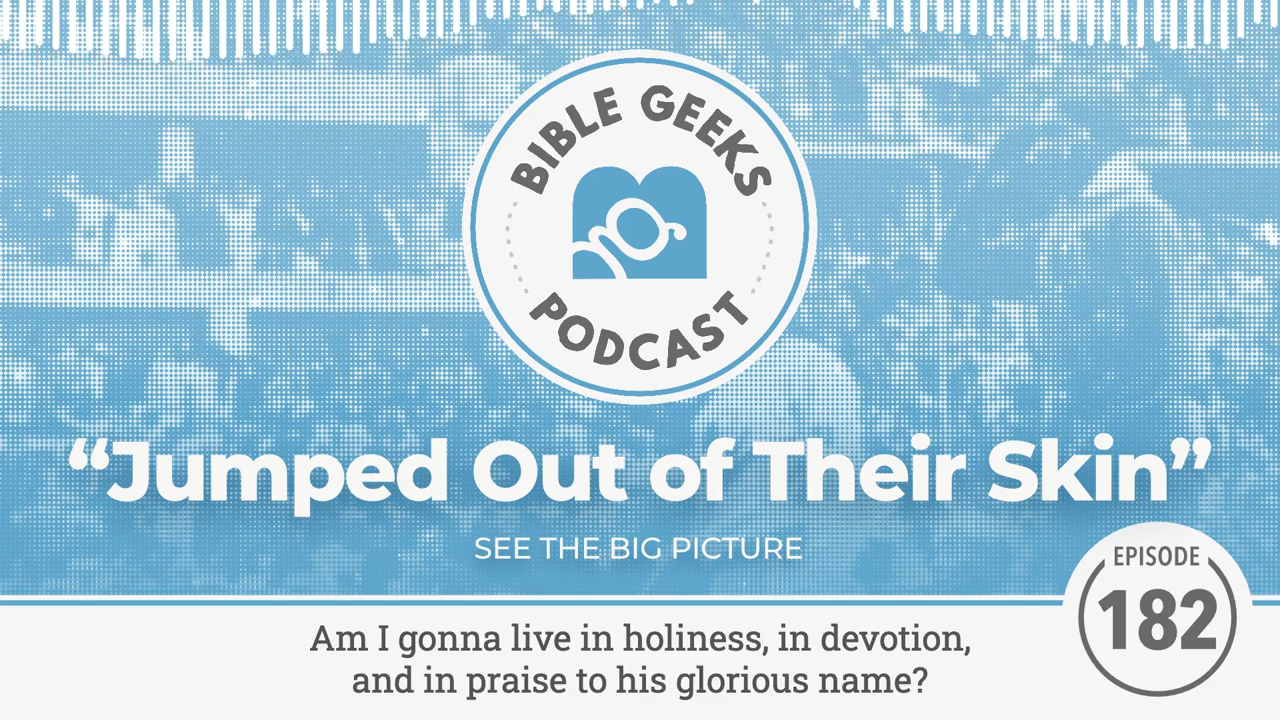 BIBLE GEEKS
PODCAST
“Jumped Out of Their Skin”
SEE THE BIG PICTURE
EPISODE
182
Am I gonna live in holiness, in devotion,
and in praise to his glorious name?